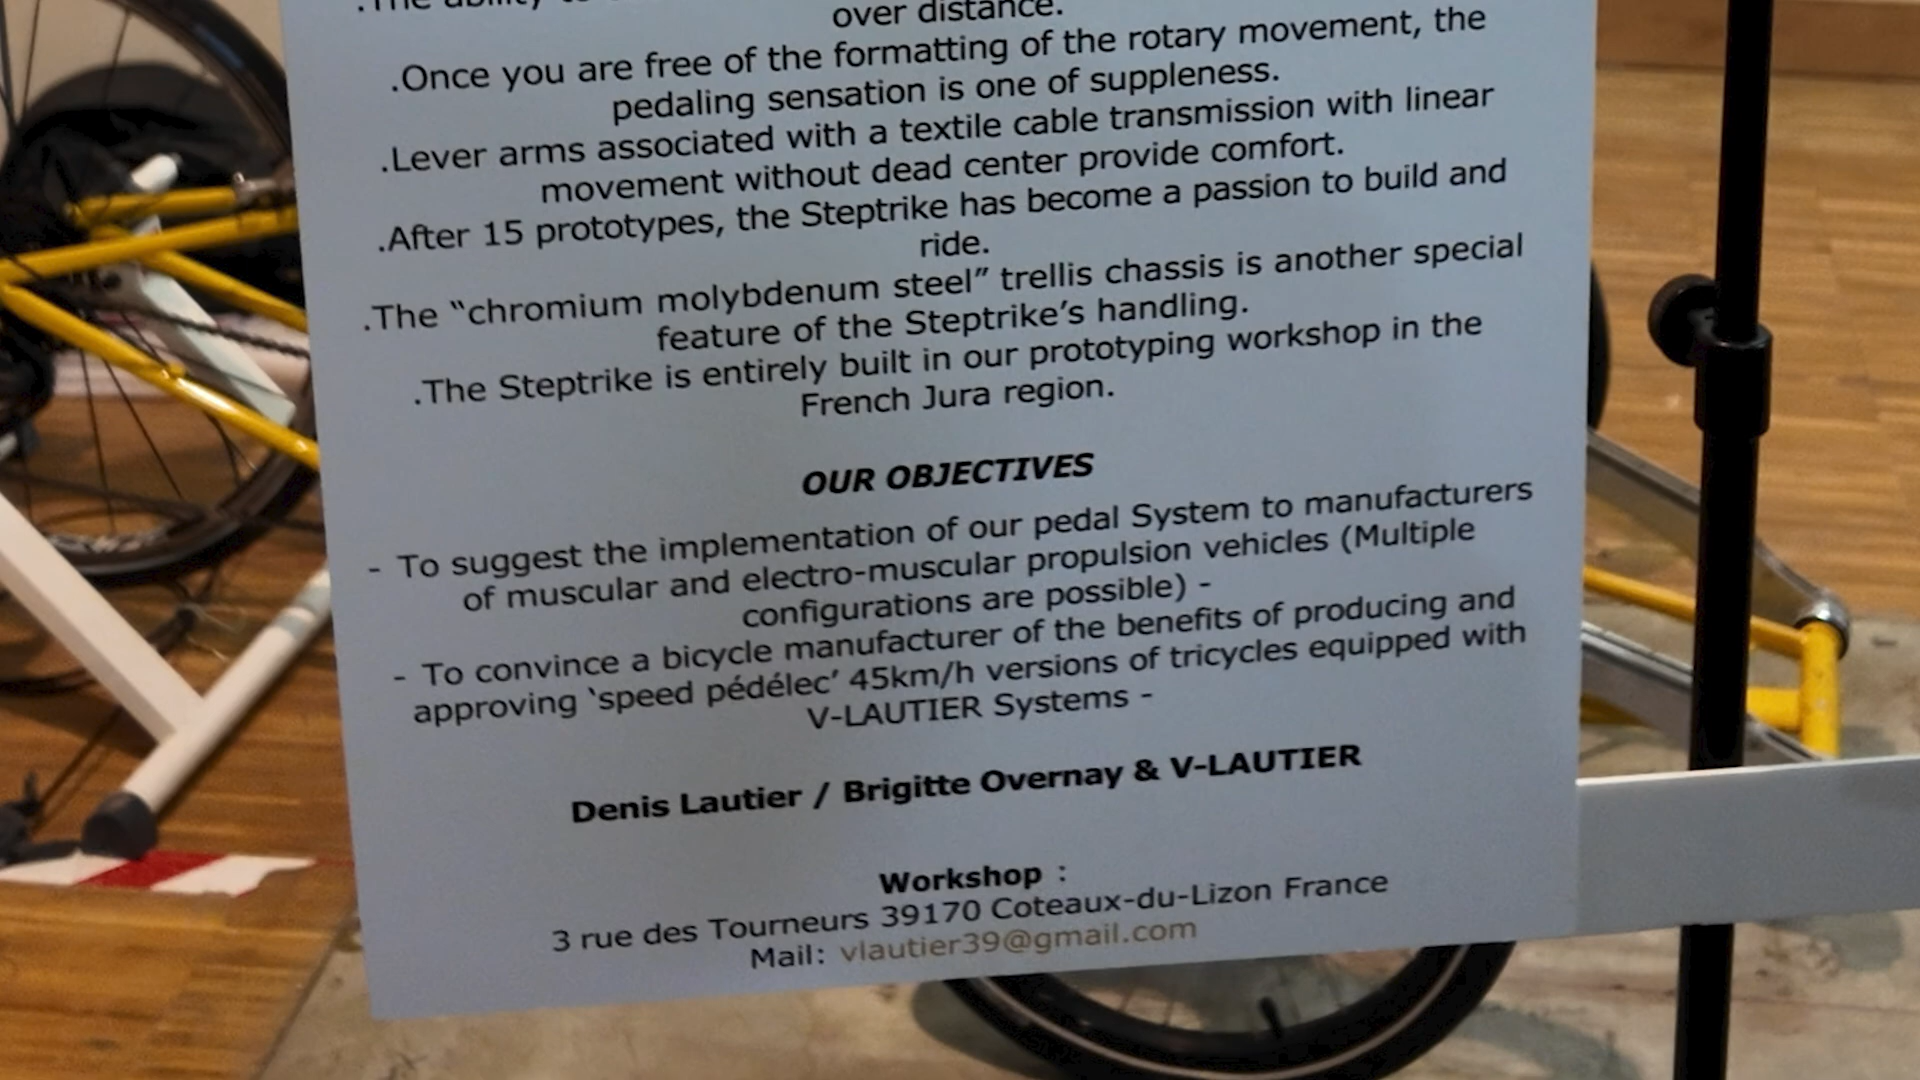 .The ability
over distance.
.Once you are free of the formatting of the rotary movement, the
pedaling sensation is one of suppleness.
.Lever arms associated with a textile cable transmission with linear
movement without dead center provide comfort.
.After 15 prototypes, the Steptrike has become a passion to build and
ride.
.The “chromium molybdenum steel” trellis chassis is another special
feature of the Steptrike’s handling.
.The Steptrike is entirely built in our prototyping workshop in the
French Jura region.
OUR OBJECTIVES
- To suggest the implementation of our pedal System to manufacturers
of muscular and electro-muscular propulsion vehicles (Multiple
configurations are possible) -
- To convince a bicycle manufacturer of the benefits of producing and
approving ‘speed pédélec’ 45km/h versions of tricycles equipped with
V-LAUTIER Systems -
Denis Lautier / Brigitte Overnay & V-LAUTIER
Workshop :
3 rue des Tourneurs 39170 Coteaux-du-Lizon France
Mail: vlautier39@gmail.com